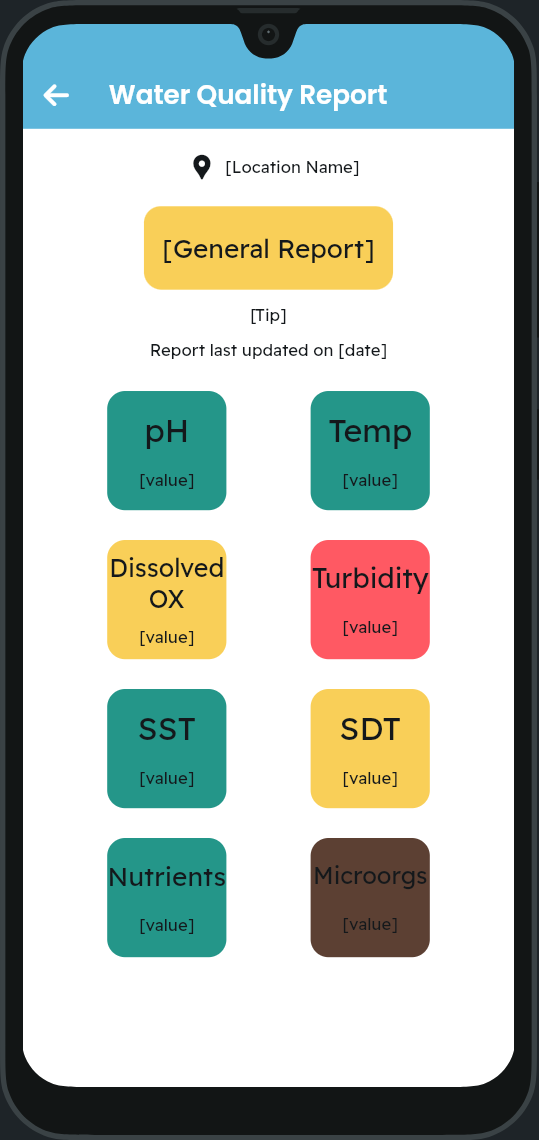 Water Quality Report
[Location Name]
[General Report]
[Tip]
Report last updated on [date]
pH
[value]
Temp
[value]
Dissolved
OX
[value]
Turbidity
[value]
SST
[value]
SDT
[value]
Nutrients
[value]
Microorgs
[value]